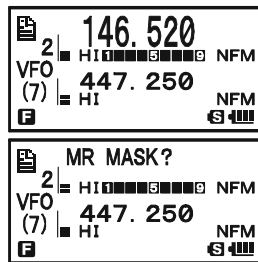 146. 520
2
HI 1 5 9 NFM
VFO
447. 250
(7)
HI NFM
F S
MR MASK?
2
HI 1 5 9 NFM
VFO
447. 250
(7)
HI NFM
F S